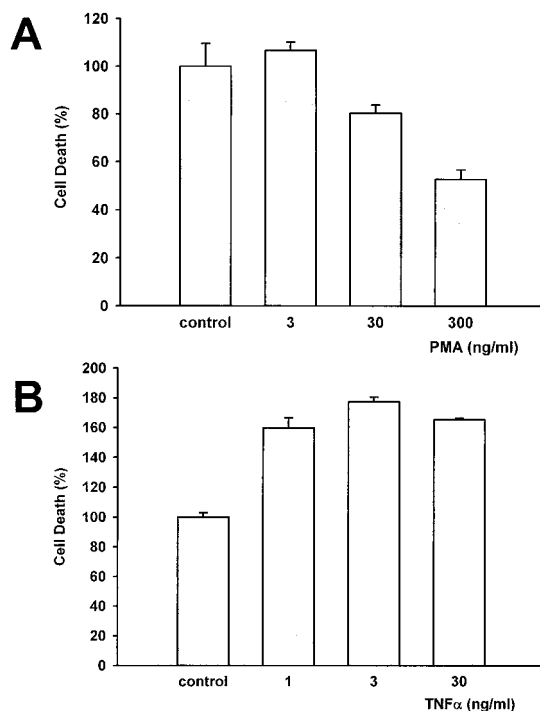 A
120
100
80
60
40
20
0
Cell Death (%)
control 3 30 300
PMA (ng/ml)
B
200
180
160
140
120
100
80
60
40
20
0
Cell Death (%)
control 1 3 30
TNFα (ng/ml)